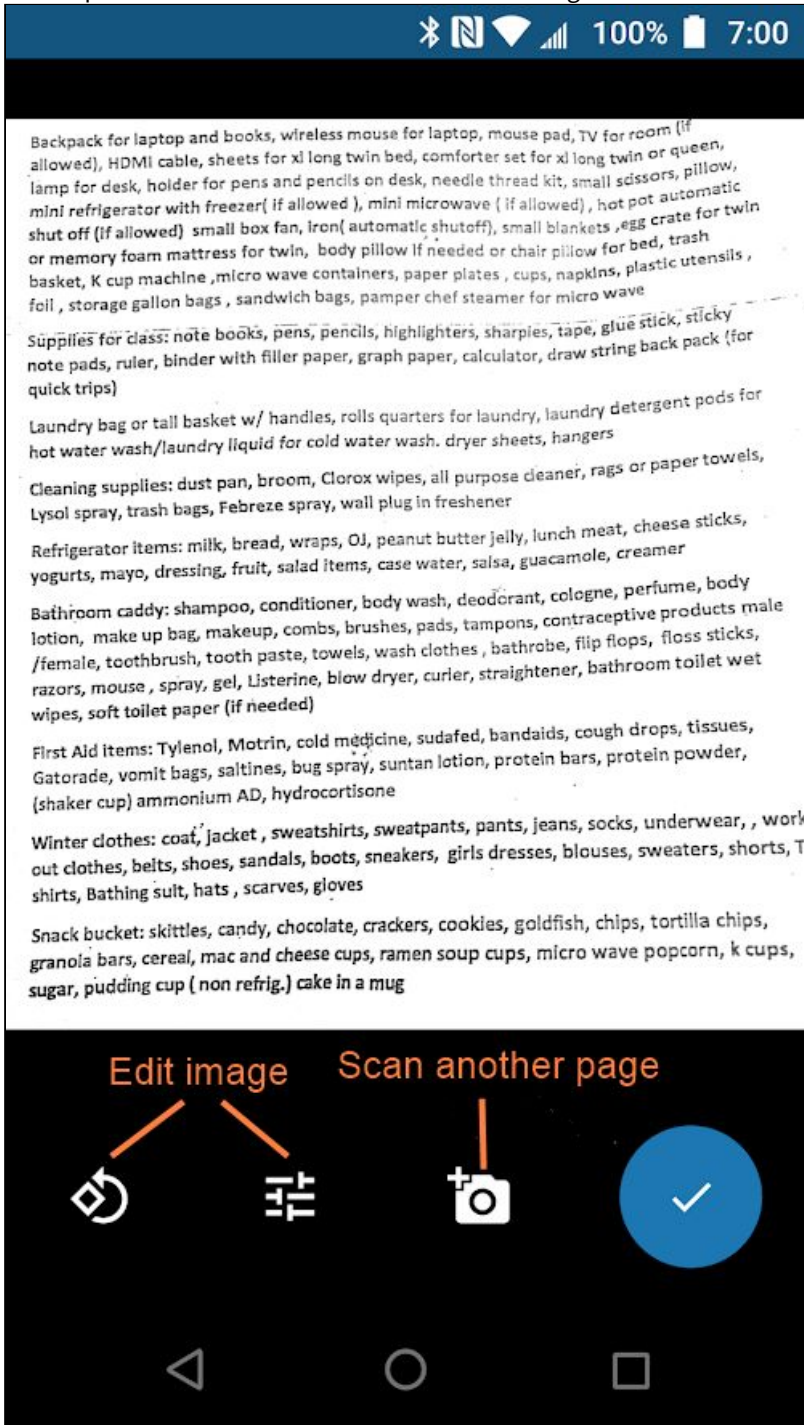 100% 7:00
Backpack for laptop and books, wireless mouse for laptop, mouse pad, TV for room (if
allowed), HDMI cable, sheets for xl long twin bed, comforter set for xl long twin or queen,
lamp for desk, holder for pens and pencils on desk, needle thread kit, small scissors, pillow,
mini refrigerator with freezer( if allowed ), mini microwave ( if allowed) , hot pot automatic
shut off (if allowed) small box fan, iron( automatic shutoff), small blankets ,egg crate for twin
or memory foam mattress for twin, body pillow if needed or chair pillow for bed, trash
basket, K cup machine ,micro wave containers, paper plates , cups, napkins, plastic utensils ,
foil , storage gallon bags , sandwich bags, pamper chef steamer for micro wave
Supplies for class: note books, pens, pencils, highlighters, sharpies, tape, glue stick, sticky
note pads, ruler, binder with filler paper, graph paper, calculator, draw string back pack (for
quick trips)
Laundry bag or tall basket w/ handles, rolls quarters for laundry, laundry detergent pods for
hot water wash/laundry liquid for cold water wash. dryer sheets, hangers
Cleaning supplies: dust pan, broom, Clorox wipes, all purpose cleaner, rags or paper towels,
Lysol spray, trash bags, Febreze spray, wall plug in freshener
Refrigerator items: milk, bread, wraps, OJ, peanut butter jelly, lunch meat, cheese sticks,
yogurts, mayo, dressing, fruit, salad items, case water, salsa, guacamole, creamer
Bathroom caddy: shampoo, conditioner, body wash, deodorant, cologne, perfume, body
lotion, make up bag, makeup, combs, brushes, pads, tampons, contraceptive products male
/female, toothbrush, tooth paste, towels, wash clothes , bathrobe, flip flops, floss sticks,
razors, mouse , spray, gel, Listerine, blow dryer, curler, straightener, bathroom toilet wet
wipes, soft toilet paper (if needed)
First Aid items: Tylenol, Motrin, cold medicine, sudafed, bandaids, cough drops, tissues,
Gatorade, vomit bags, saltines, bug spray, suntan lotion, protein bars, protein powder,
(shaker cup) ammonium AD, hydrocortisone
Winter clothes: coat, jacket , sweatshirts, sweatpants, pants, jeans, socks, underwear, , work
out clothes, belts, shoes, sandals, boots, sneakers, girls dresses, blouses, sweaters, shorts, T
shirts, Bathing suit, hats , scarves, gloves
Snack bucket: skittles, candy, chocolate, crackers, cookies, goldfish, chips, tortilla chips,
granola bars, cereal, mac and cheese cups, ramen soup cups, micro wave popcorn, k cups,
sugar, pudding cup ( non refrig.) cake in a mug
Edit image Scan another page